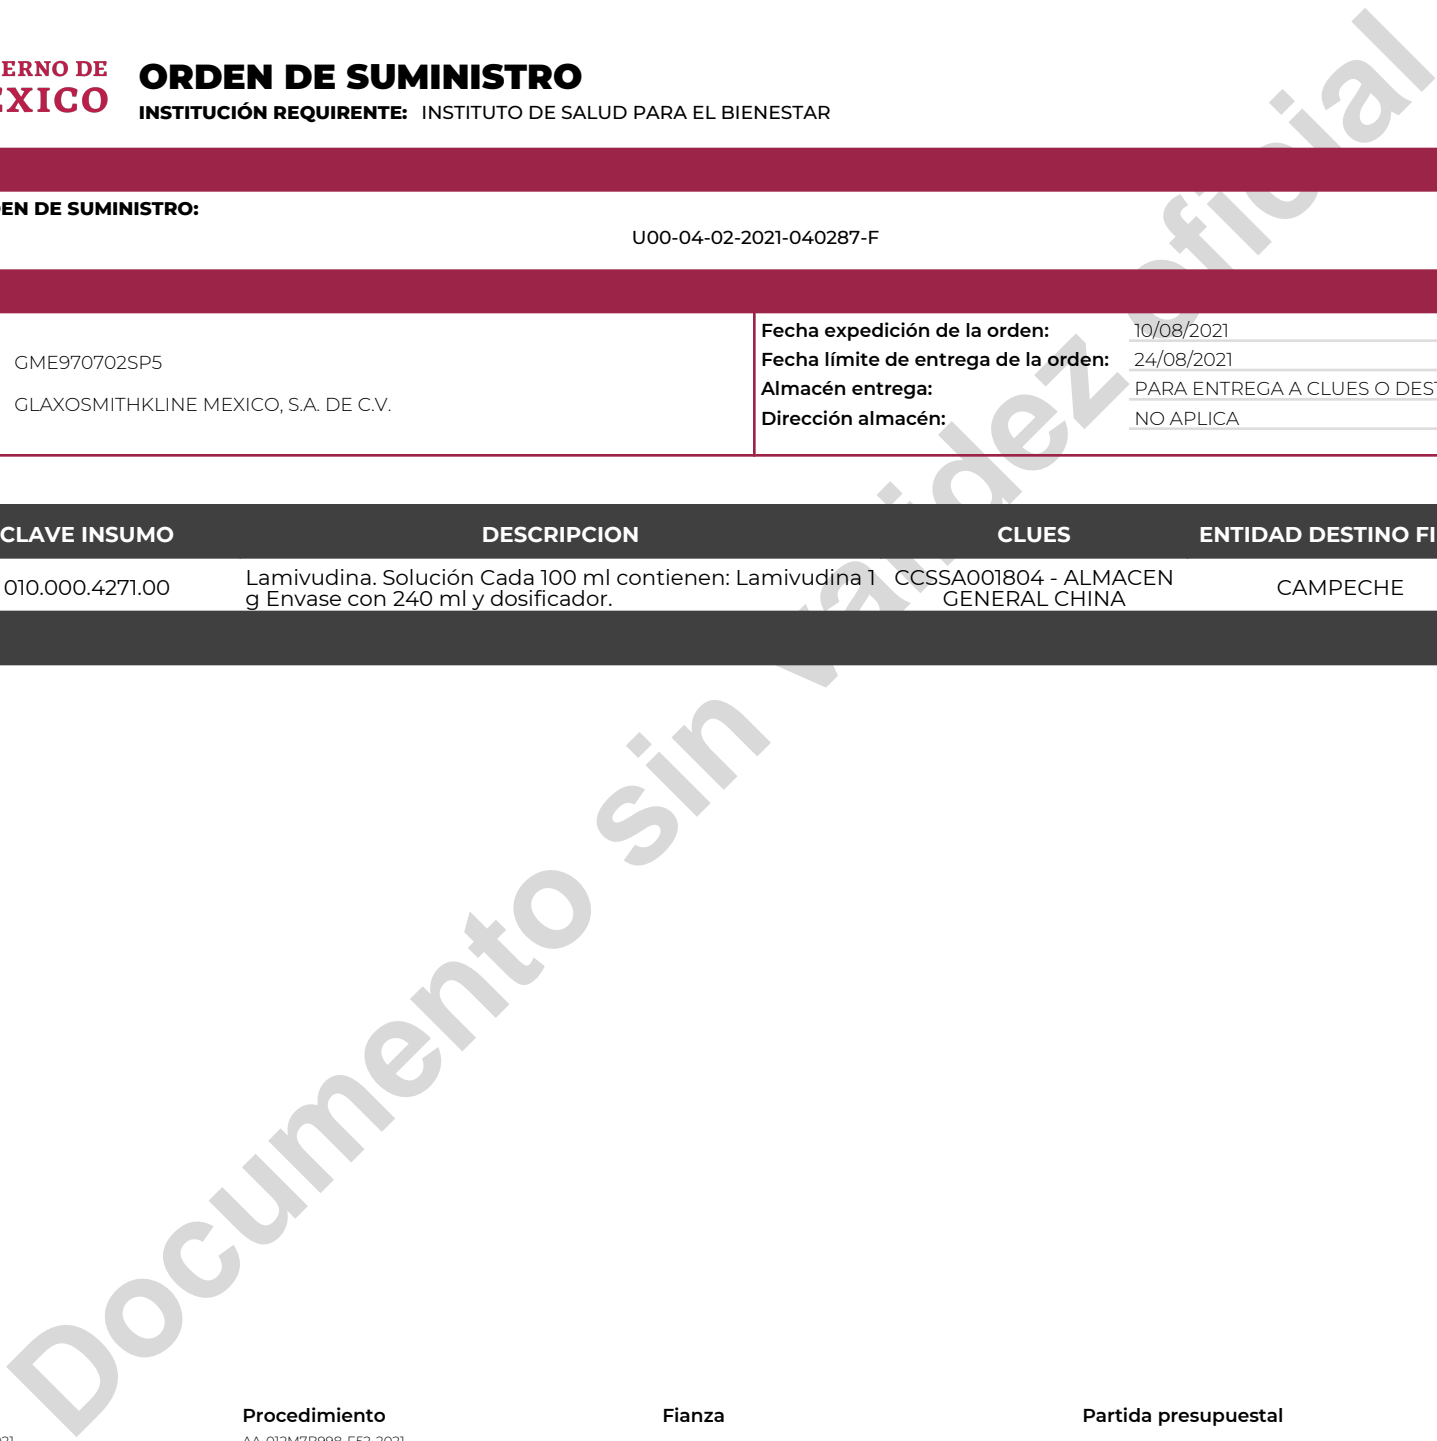 ERNO DE
EXICO
ORDEN DE SUMINISTRO
INSTITUCIÓN REQUIRENTE: INSTITUTO DE SALUD PARA EL BIENESTAR
EN DE SUMINISTRO:
U00-04-02-2021-040287-F
GME970702SP5
GLAXOSMITHKLINE MEXICO, S.A. DE C.V.
Fecha expedición de la orden: 10/08/2021
Fecha límite de entrega de la orden: 24/08/2021
Almacén entrega: PARA ENTREGA A CLUES O DEST
Dirección almacén: NO APLICA
CLAVE INSUMO DESCRIPCION CLUES ENTIDAD DESTINO FI
010.000.4271.00
Lamivudina. Solución Cada 100 ml contienen: Lamivudina 1
g Envase con 240 ml y dosificador.
CCSSA001804 - ALMACEN
GENERAL CHINA
CAMPECHE
Documento sin validez oficial
Procedimiento Fianza Partida presupuestal